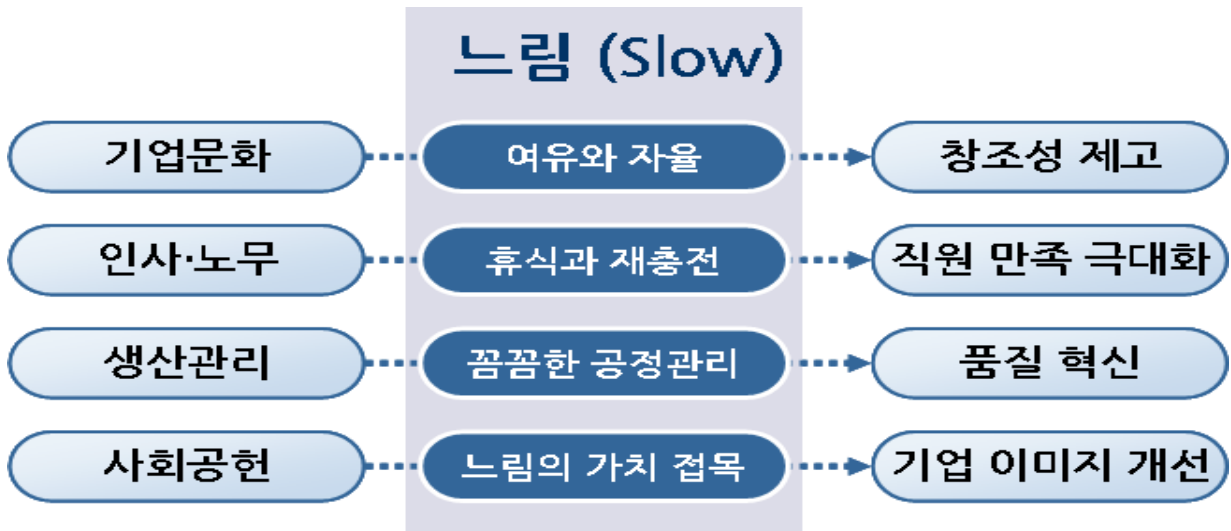 느림 (Slow)
기업문화 여유와 자율 창조성 제고
인사·노무 휴식과 재충전 직원 만족 극대화
생산관리 꼼꼼한 공정관리 품질 혁신
사회공헌 느림의 가치 접목 기업 이미지 개선